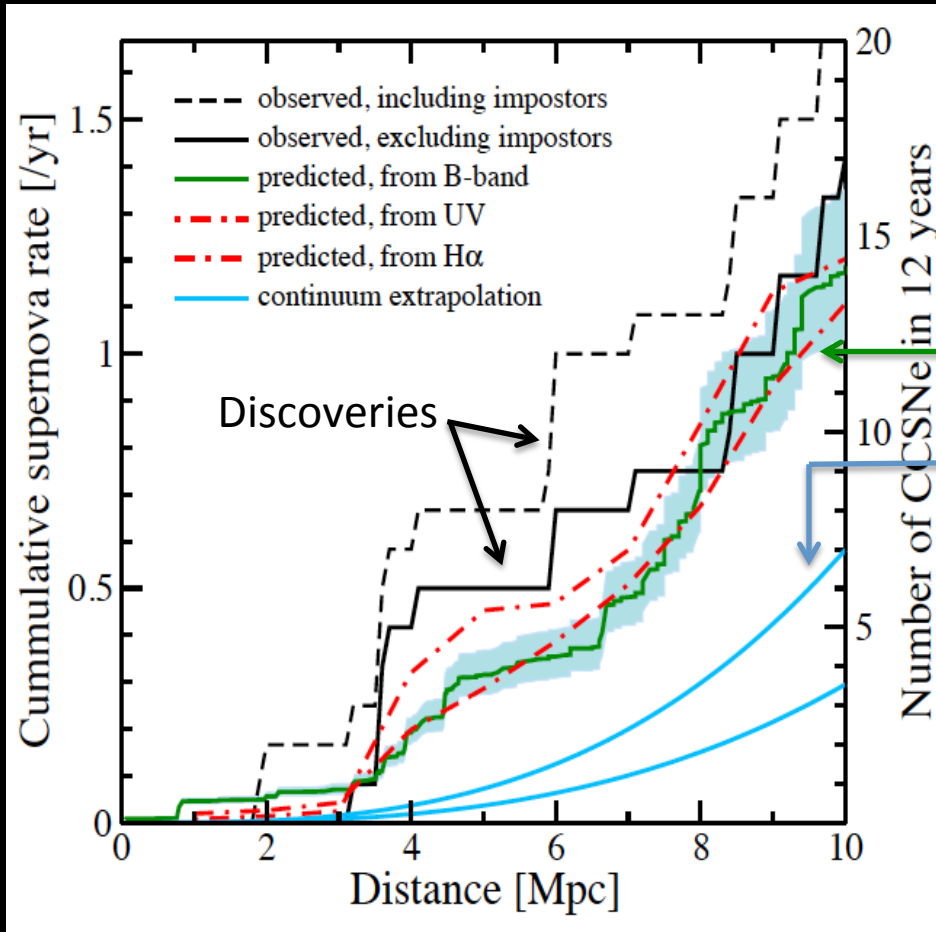 Cummulative supernova rate [/yr]
1.5
1
0.5
0
observed, including impostors
observed, excluding impostors
predicted, from B-band
predicted, from UV
predicted, from Hα
continuum extrapolation
Discoveries
20
15
10
5
Number of CCSNe in 12 years
0 2 4 6 8 10
Distance [Mpc]